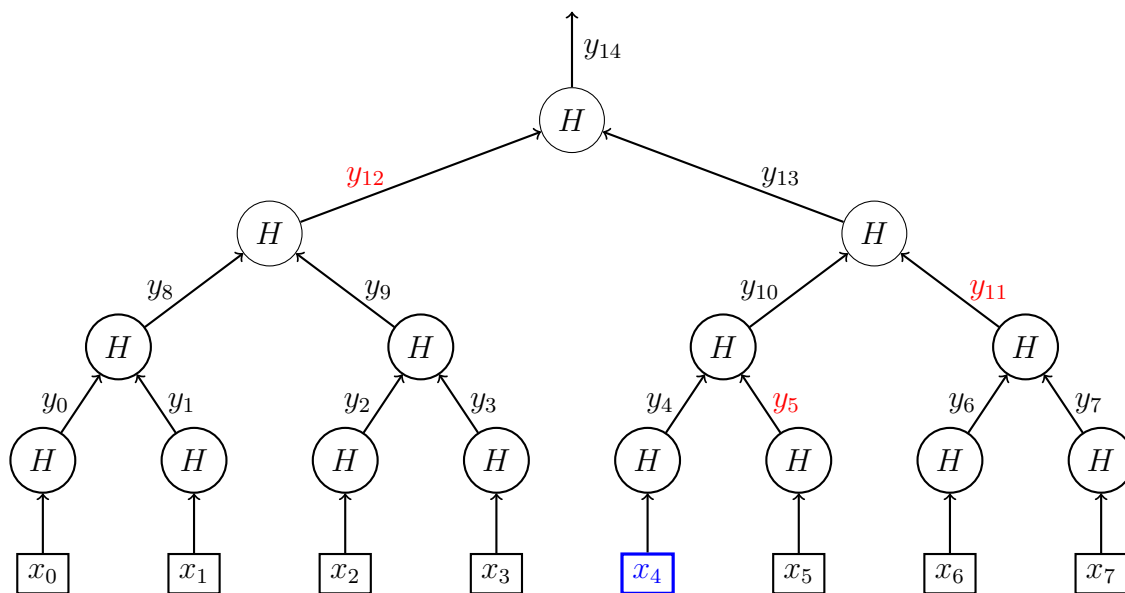 y₁₄
H
y₁₂ y₁₃
H H
y₈ y₉ y₁₀ y₁₁
H H H H
y₀ y₁ y₂ y₃ y₄ y₅ y₆ y₇
H H H H H H H H
x₀ x₁ x₂ x₃ x₄ x₅ x₆ x₇